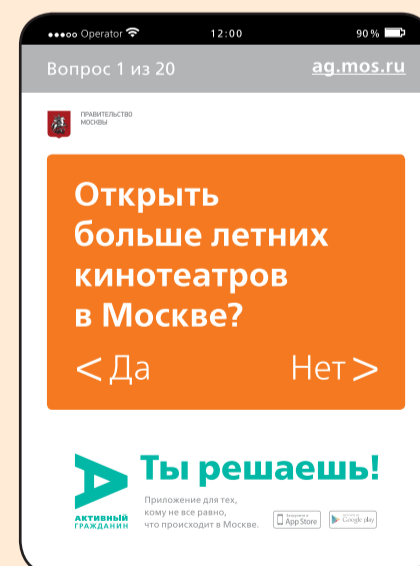 Operator
12:00
90 %
Вопрос 1 из 20
ag.mos.ru
ПРАВИТЕЛЬСТВО
МОСКВЫ
Открыть
больше летних
кинотеатров
в Москве?
< Да
Нет >
Ты решаешь!
АКТИВНЫЙ
ГРАЖДАНИН
Приложение для тех,
кому не все равно,
что происходит в Москве.
App Store
Google play